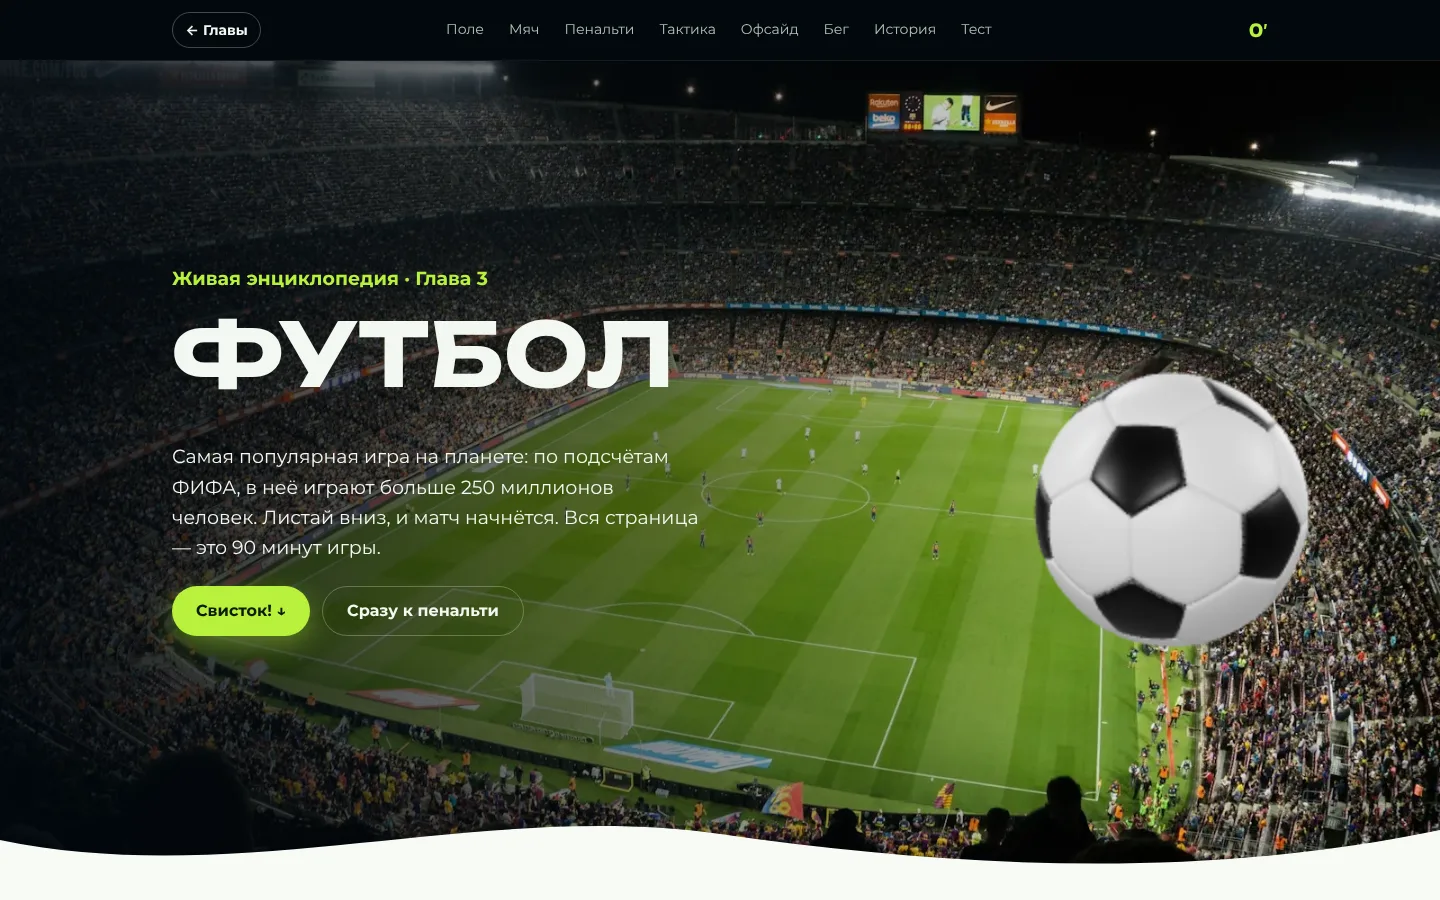 ← Главы
Поле Мяч Пенальти Тактика Офсайд Бег История Тест
0′
Rakuten
beko
Живая энциклопедия · Глава 3
ФУТБОЛ
Самая популярная игра на планете: по подсчётам
ФИФА, в неё играют больше 250 миллионов
человек. Листай вниз, и матч начнётся. Вся страница
— это 90 минут игры.
Свисток! ↓
Сразу к пенальти